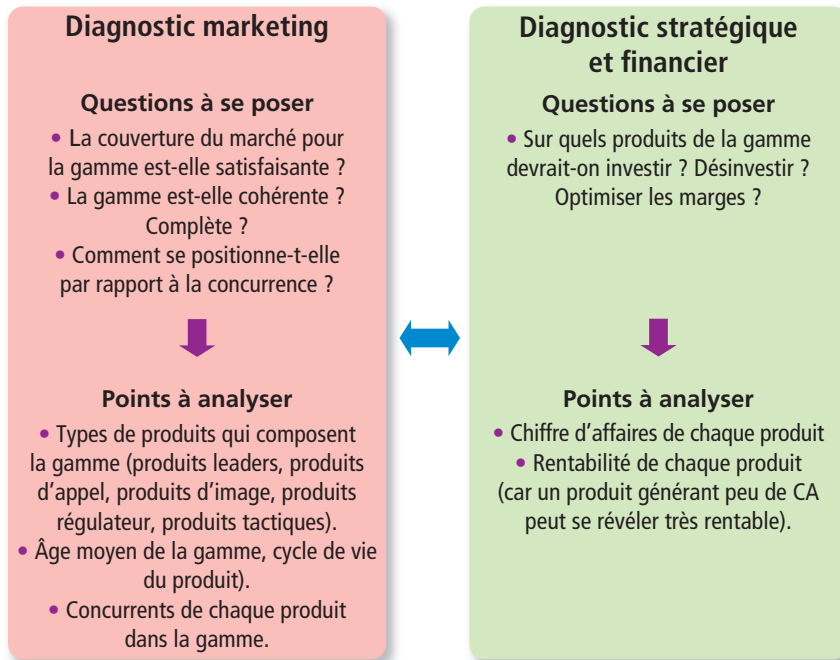 Diagnostic marketing
Questions à se poser
• La couverture du marché pour
la gamme est-elle satisfaisante ?
• La gamme est-elle cohérente ?
Complète ?
• Comment se positionne-t-elle
par rapport à la concurrence ?
Points à analyser
• Types de produits qui composent
la gamme (produits leaders, produits
d'appel, produits d'image, produits
régulateur, produits tactiques).
• Âge moyen de la gamme, cycle de vie
du produit).
• Concurrents de chaque produit
dans la gamme.
Diagnostic stratégique
et financier
Questions à se poser
• Sur quels produits de la gamme
devrait-on investir ? Désinvestir ?
Optimiser les marges ?
Points à analyser
• Chiffre d'affaires de chaque produit
• Rentabilité de chaque produit
(car un produit générant peu de CA
peut se révéler très rentable).